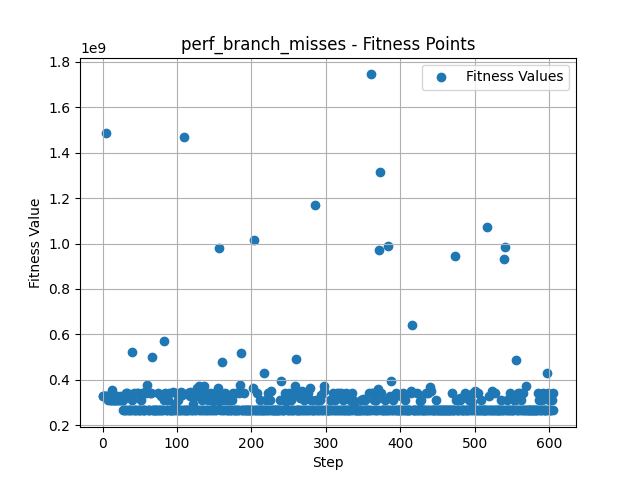 perf_branch_misses - Fitness Points
1e9
Fitness Values
1.8
1.6
1.4
1.2
1.0
0.8
0.6
0.4
0.2
Fitness Value
0 100 200 300 400 500 600
Step